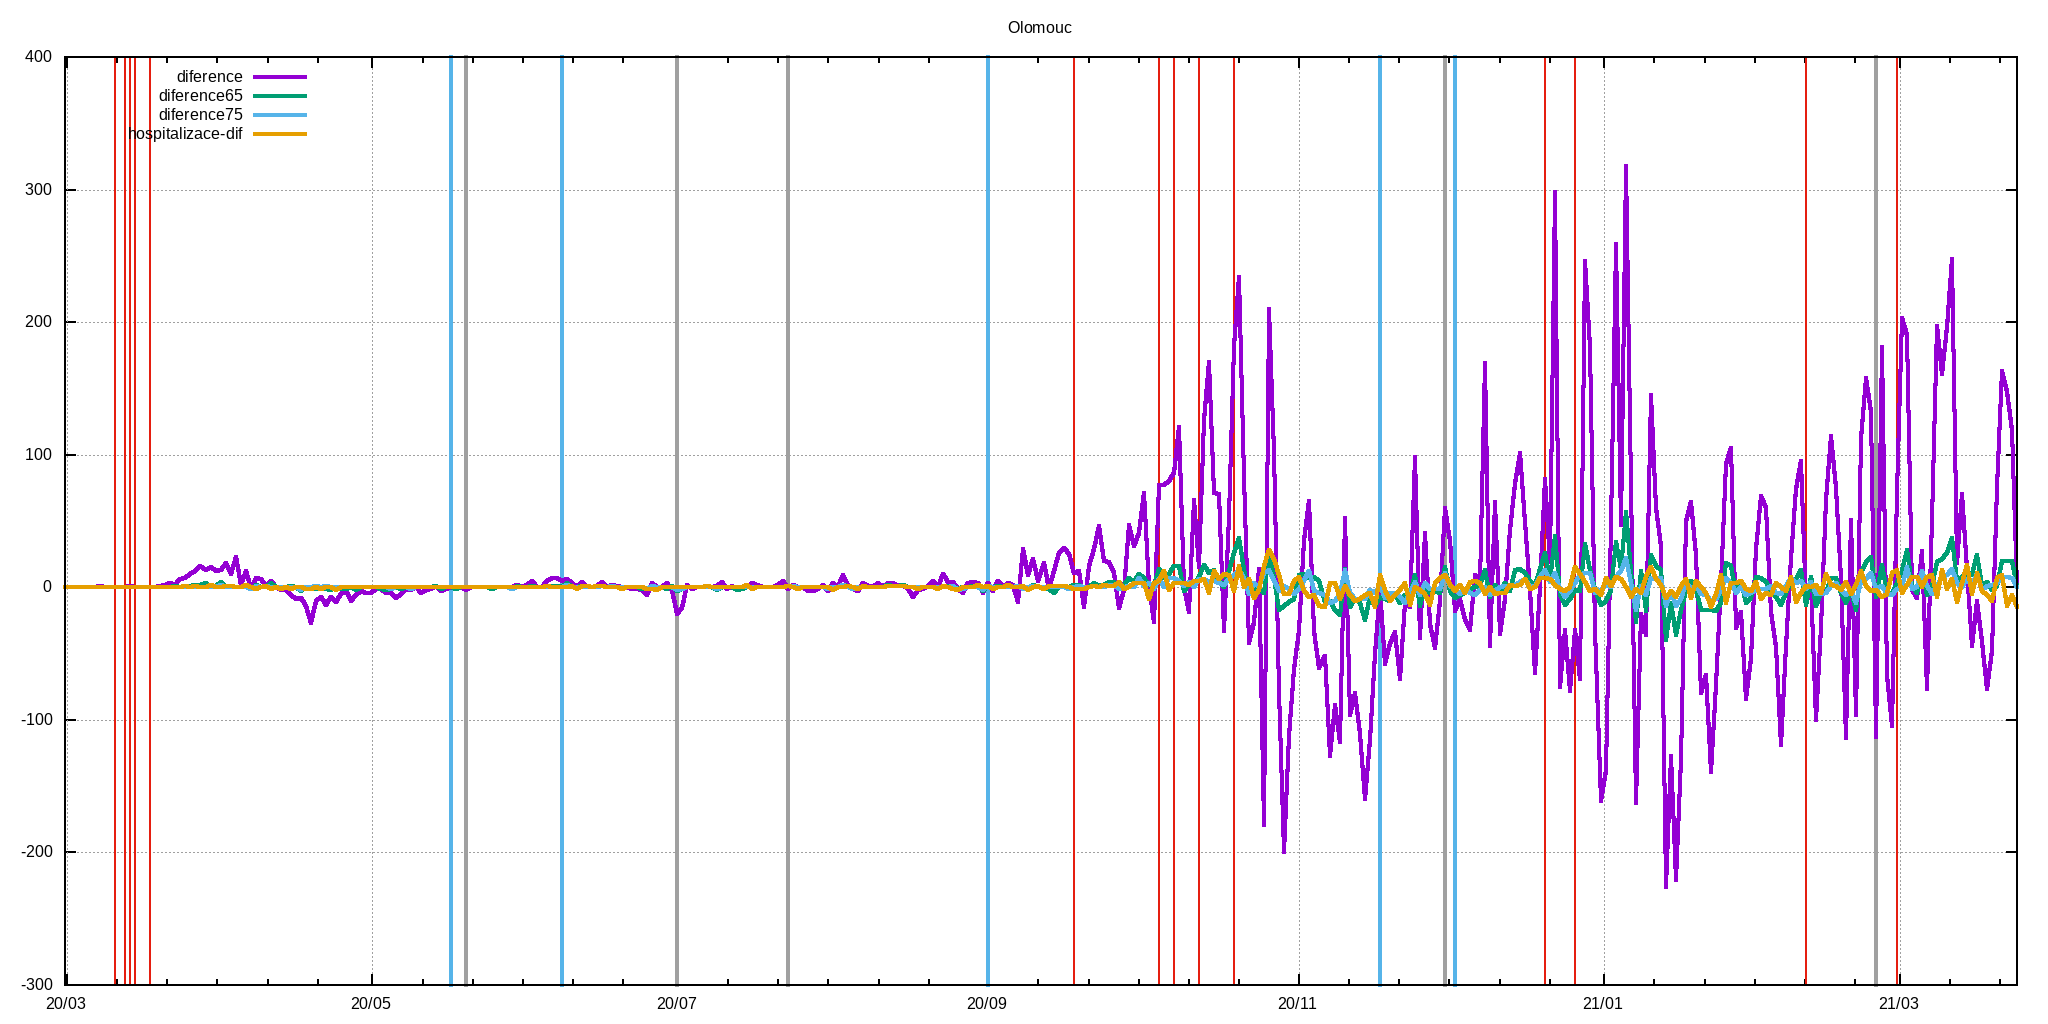 Olomouc
400
300
200
100
0
-100
-200
-300
diference
diference65
diference75
hospitalizace-dif
20/03 20/05 20/07 20/09 20/11 21/01 21/03